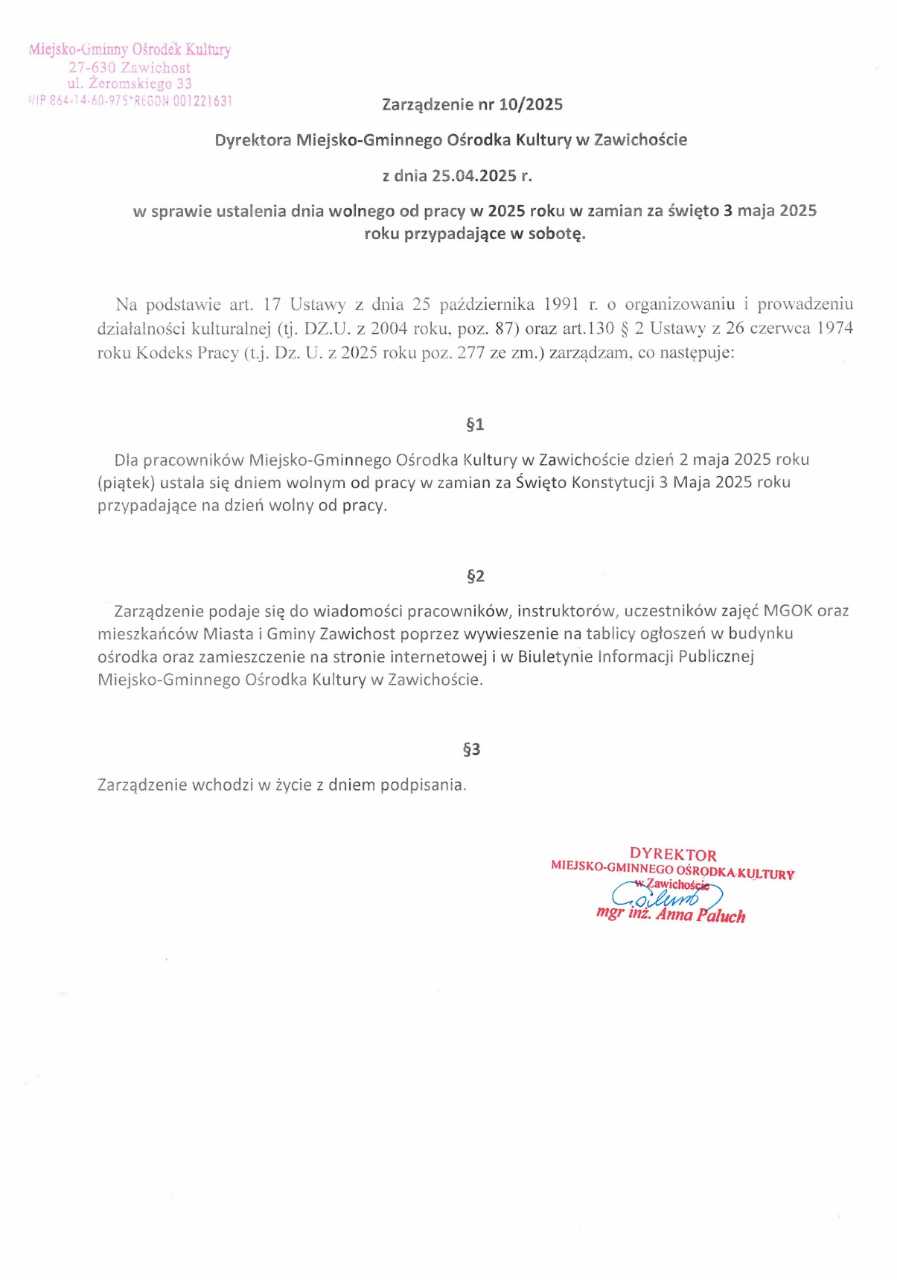 Miejsko-Gminny Ośrodek Kultury
27-630 Zawichost
ul. Żeromskiego 33
NIP 864-14-60-975*REGON 001221631
Zarządzenie nr 10/2025
Dyrektora Miejsko-Gminnego Ośrodka Kultury w Zawichoście
z dnia 25.04.2025 r.
w sprawie ustalenia dnia wolnego od pracy w 2025 roku w zamian za święto 3 maja 2025
roku przypadające w sobotę.
Na podstawie art. 17 Ustawy z dnia 25 października 1991 r. o organizowaniu i prowadzeniu
działalności kulturalnej (tj. DZ.U. z 2004 roku, poz. 87) oraz art.130 § 2 Ustawy z 26 czerwca 1974
roku Kodeks Pracy (t.j. Dz. U. z 2025 roku poz. 277 ze zm.) zarządzam, co następuje:
§1
Dla pracowników Miejsko-Gminnego Ośrodka Kultury w Zawichoście dzień 2 maja 2025 roku
(piątek) ustala się dniem wolnym od pracy w zamian za Święto Konstytucji 3 Maja 2025 roku
przypadające na dzień wolny od pracy.
§2
Zarządzenie podaje się do wiadomości pracowników, instruktorów, uczestników zajęć MGOK oraz
mieszkańców Miasta i Gminy Zawichost poprzez wywieszenie na tablicy ogłoszeń w budynku
ośrodka oraz zamieszczenie na stronie internetowej i w Biuletynie Informacji Publicznej
Miejsko-Gminnego Ośrodka Kultury w Zawichoście.
§3
Zarządzenie wchodzi w życie z dniem podpisania.
DYREKTOR
MIEJSKO-GMINNEGO OŚRODKA KULTURY
w Zawichoście
mgr inż. Anna Paluch